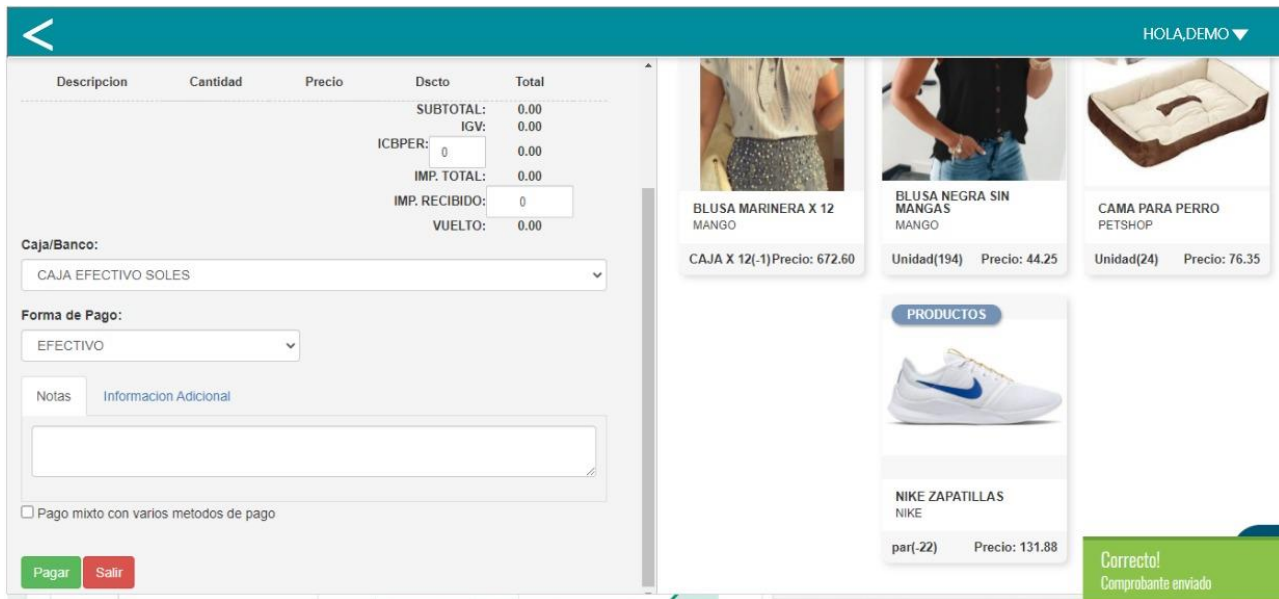 HOLA,DEMO
Descripcion Cantidad Precio Dscto Total
SUBTOTAL: 0.00
IGV: 0.00
ICBPER: 0 0.00
IMP. TOTAL: 0.00
IMP. RECIBIDO: 0
VUELTO: 0.00
Caja/Banco:
CAJA EFECTIVO SOLES
Forma de Pago:
EFECTIVO
Notas Informacion Adicional
Pago mixto con varios metodos de pago
Pagar Salir
BLUSA MARINERA X 12
MANGO
CAJA X 12(-1) Precio: 672.60
BLUSA NEGRA SIN
MANGAS
MANGO
Unidad(194) Precio: 44.25
CAMA PARA PERRO
PETSHOP
Unidad(24) Precio: 76.35
PRODUCTOS
NIKE ZAPATILLAS
NIKE
par(-22) Precio: 131.88
Correcto!
Comprobante enviado